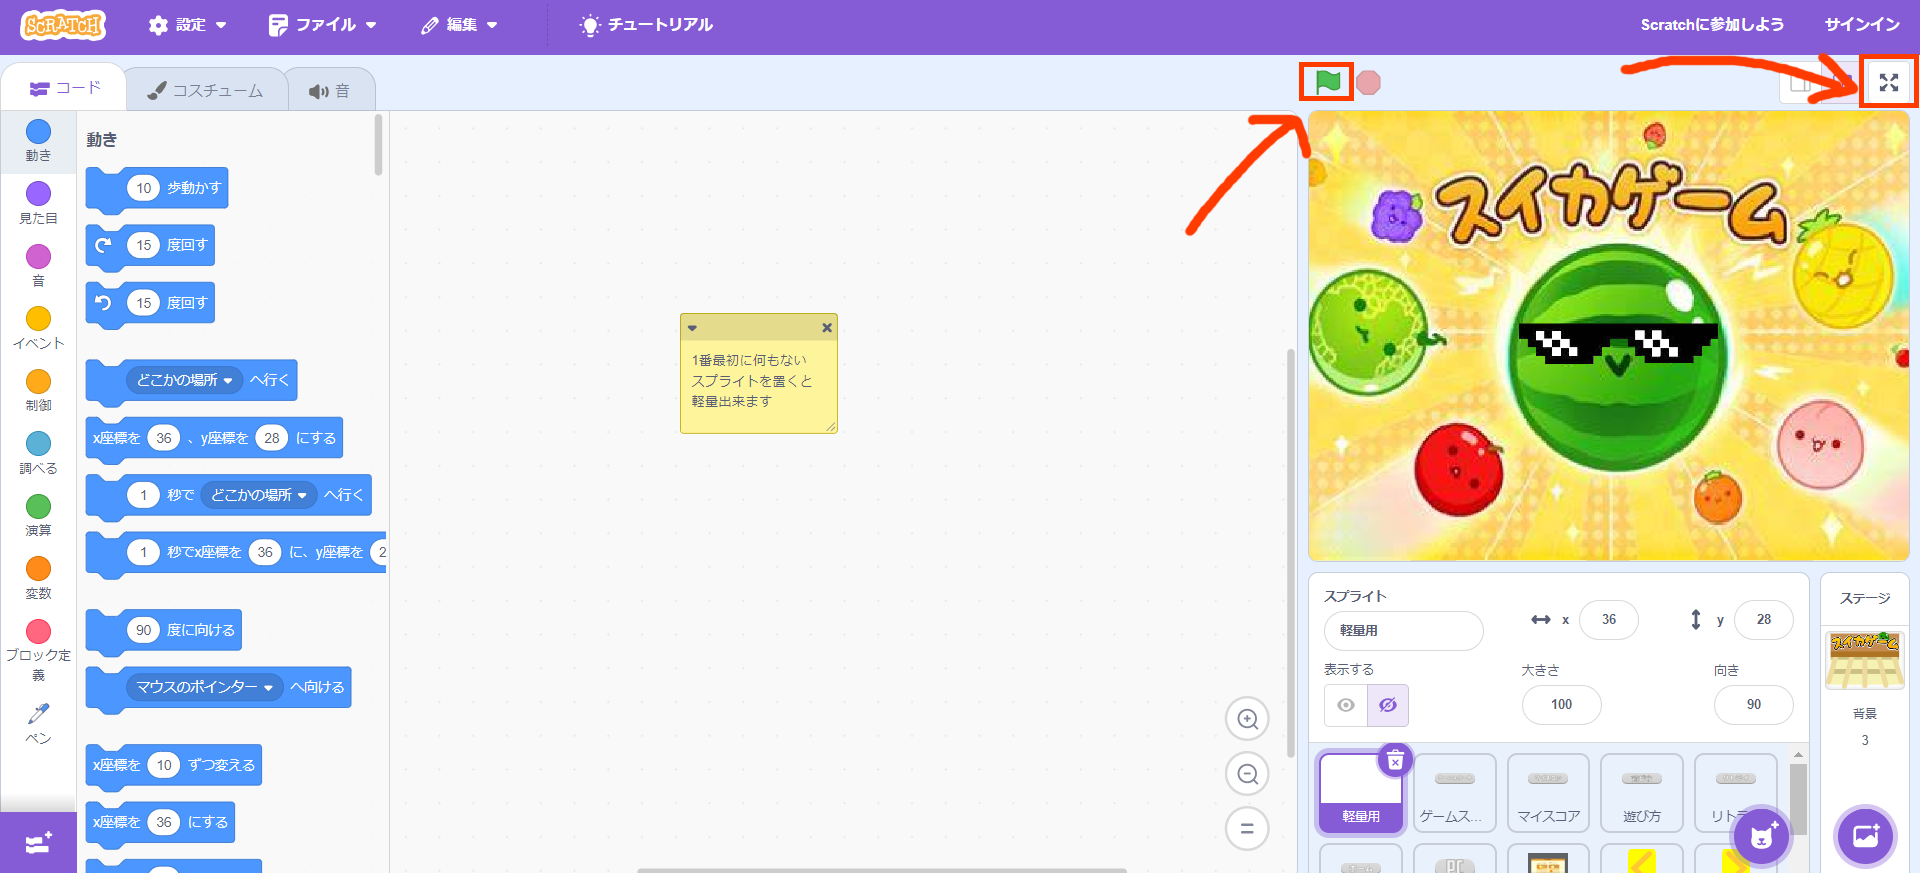 SCRATCH
設定
ファイル
編集
チュートリアル
Scratchに参加しよう
サインイン
コード
コスチューム
音
動き
見た目
音
イベント
制御
調べる
演算
変数
ブロック定
義
ペン
動き
10 歩動かす
15 度回す
15 度回す
どこかの場所 へ行く
x座標を 36 、y座標を 28 にする
1 秒で どこかの場所 へ行く
1 秒でx座標を 36 に、y座標を 2
90 度に向ける
マウスのポインター へ向ける
x座標を 10 ずつ変える
x座標を 36 にする
1番最初に何もない
スプライトを置くと
軽量出来ます
スイカゲーム
スプライト
軽量用
x 36
y 28
表示する
大きさ
100
向き
90
軽量用
ゲームス...
マイスコア
遊び方
リトラ
PC
ステージ
スイカゲーム
背景
3